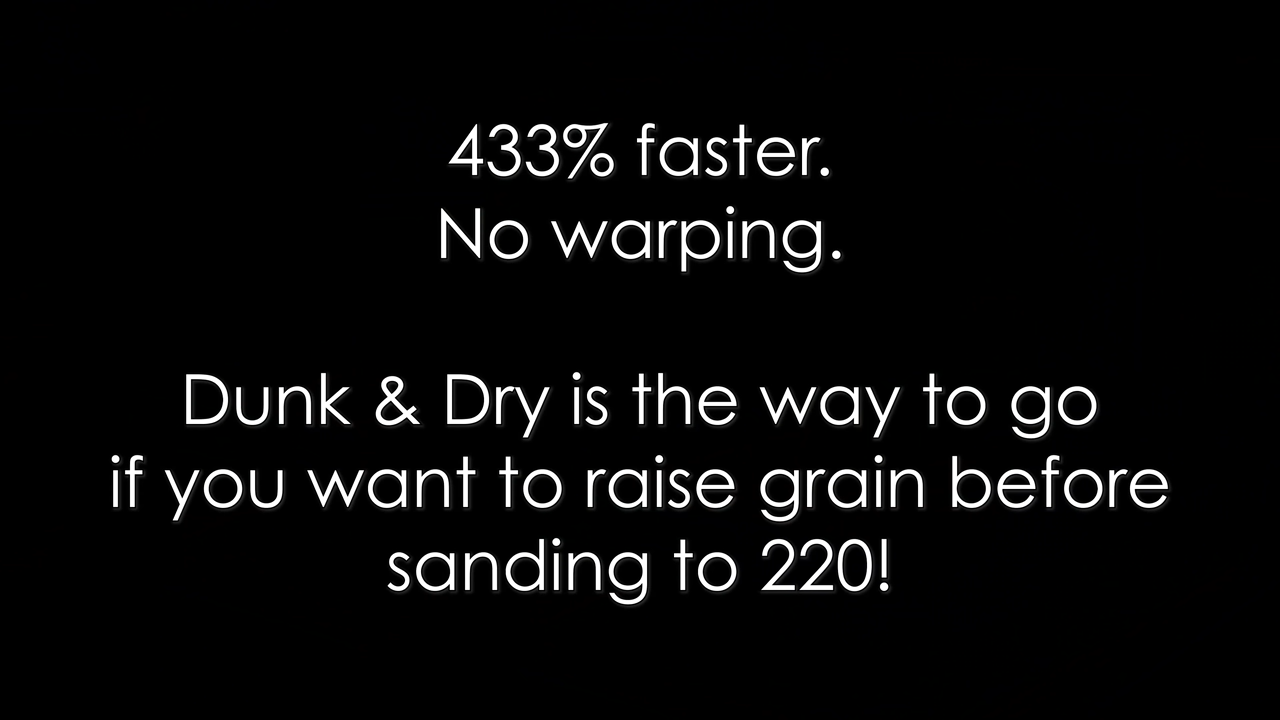 433% faster.
No warping.
Dunk & Dry is the way to go
if you want to raise grain before
sanding to 220!